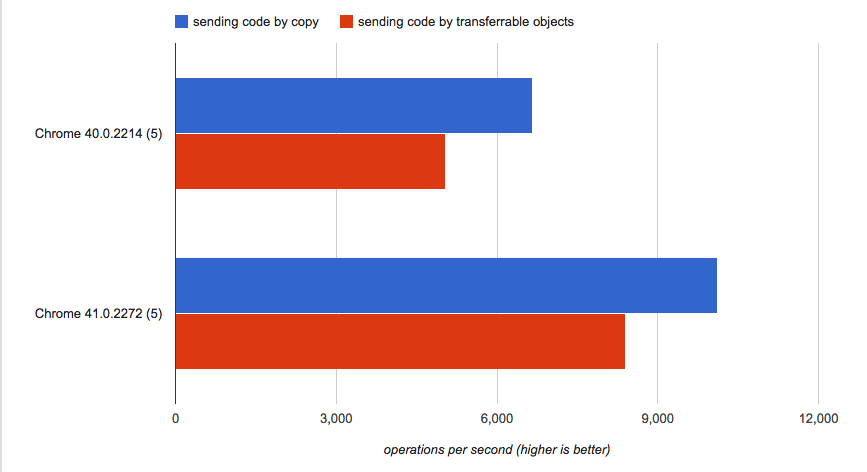 sending code by copy sending code by transferrable objects
Chrome 40.0.2214 (5)
Chrome 41.0.2272 (5)
0 3,000 6,000 9,000 12,000
operations per second (higher is better)